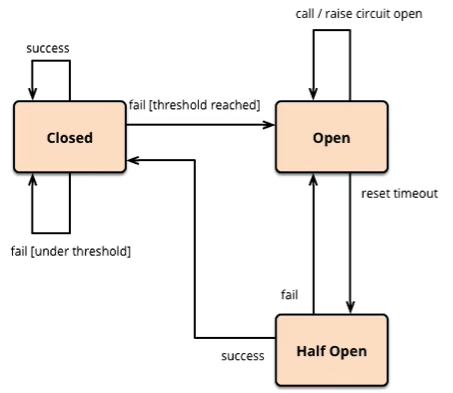 call / raise circuit open
success
fail [threshold reached]
Closed
Open
reset timeout
fail [under threshold]
fail
Half Open
success